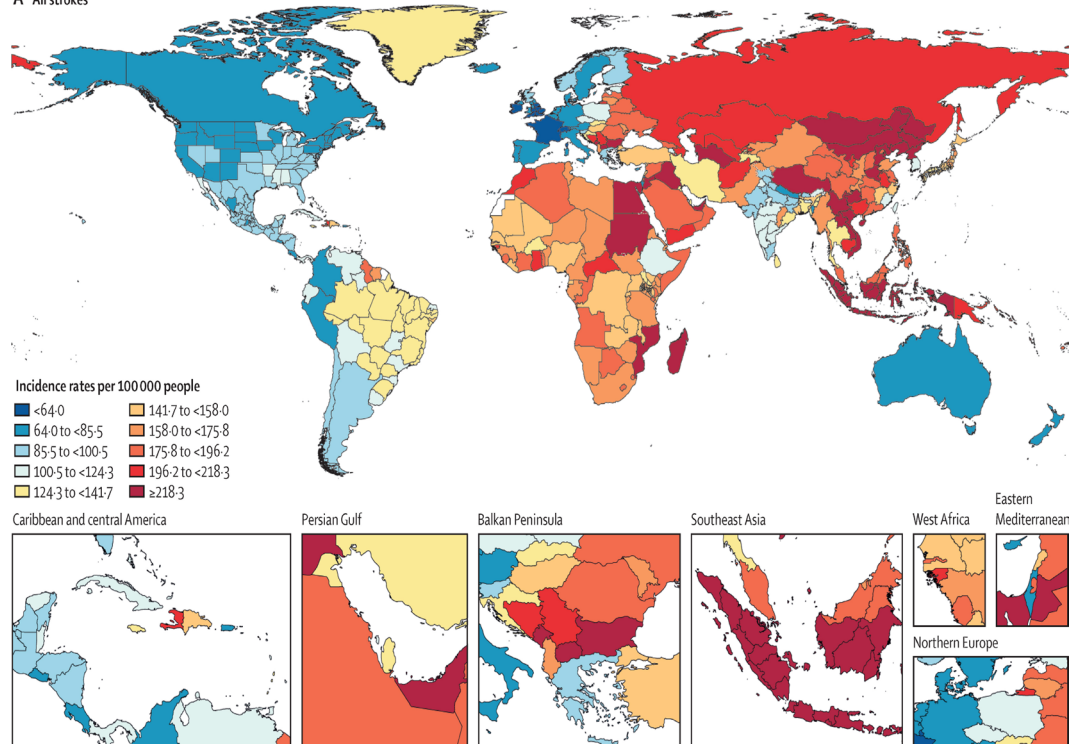 A All strokes
Incidence rates per 100 000 people
<64·0
64·0 to <85·5
85·5 to <100·5
100·5 to <124·3
124·3 to <141·7
141·7 to <158·0
158·0 to <175·8
175·8 to <196·2
196·2 to <218·3
≥218·3
Caribbean and central America
Persian Gulf
Balkan Peninsula
Southeast Asia
West Africa
Eastern
Mediterranean
Northern Europe